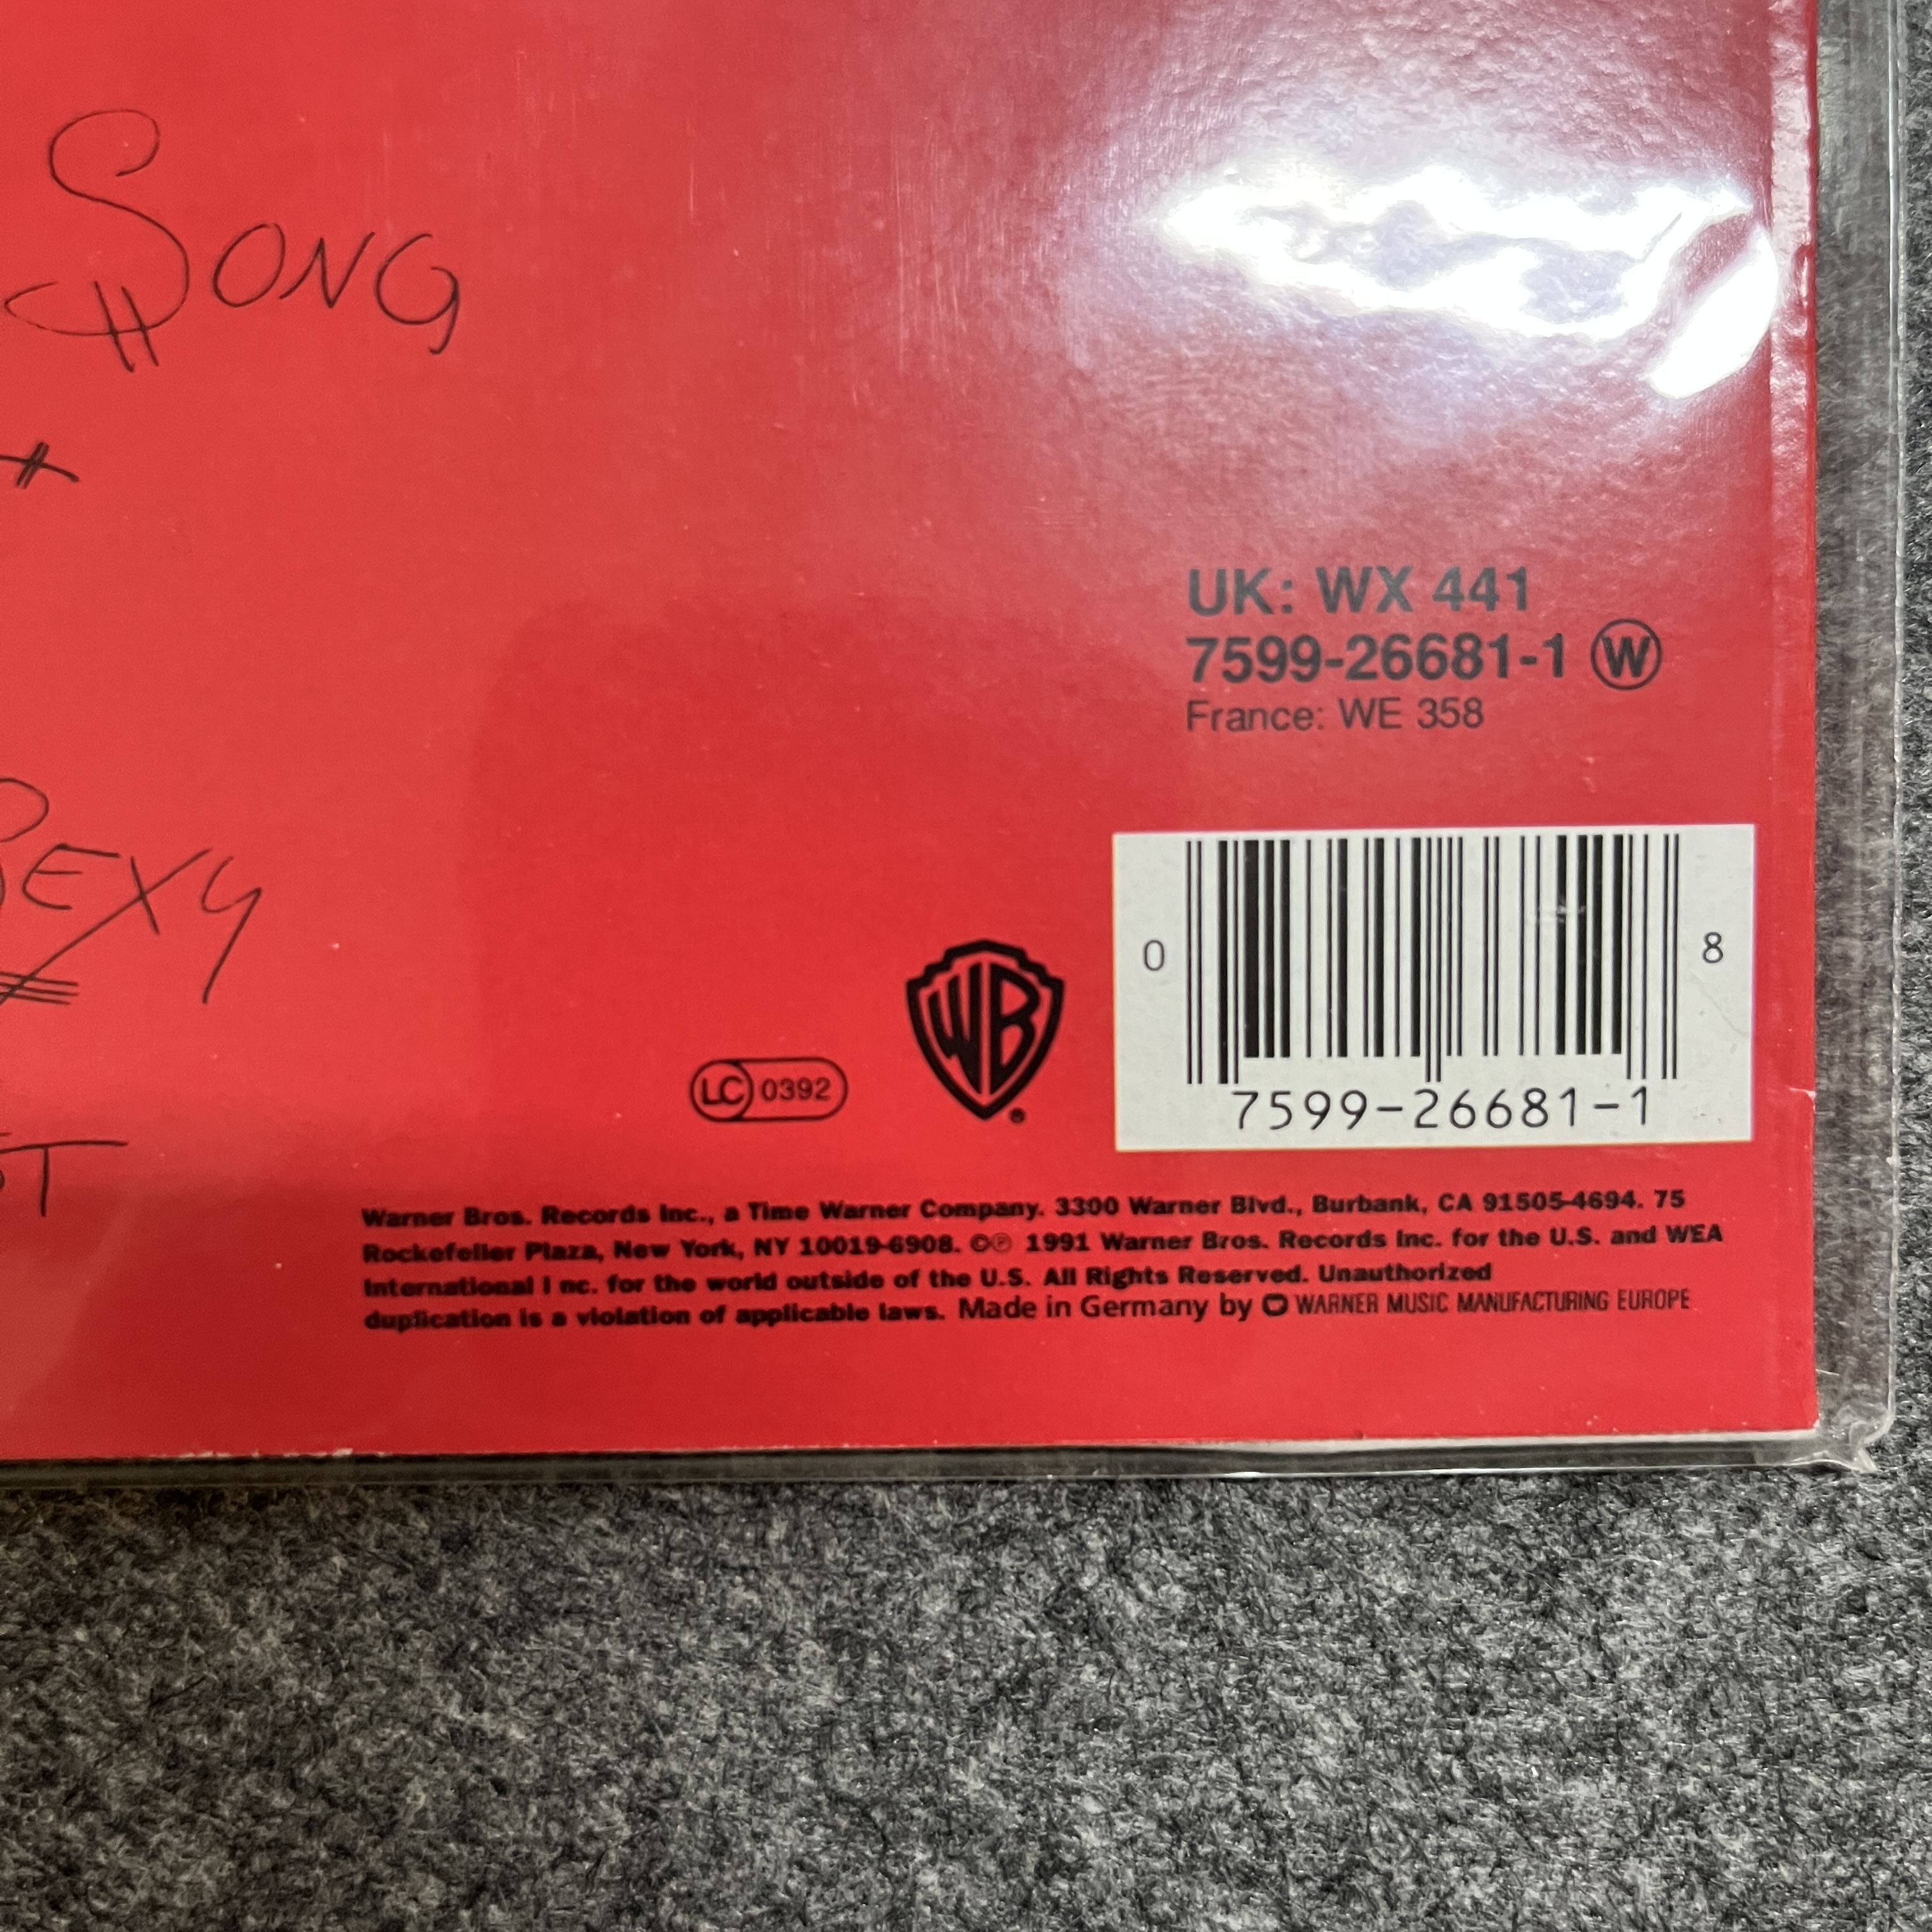 SONG
UK: WX 441
7599-26681-1 W
France: WE 358
SEXY
0 8
7599-26681-1
WB
®
LC 0392
Warner Bros. Records Inc., a Time Warner Company. 3300 Warner Blvd., Burbank, CA 91505-4694. 75
Rockefeller Plaza, New York, NY 10019-6908. ©℗ 1991 Warner Bros. Records Inc. for the U.S. and WEA
International I nc. for the world outside of the U.S. All Rights Reserved. Unauthorized
duplication is a violation of applicable laws. Made in Germany by WARNER MUSIC MANUFACTURING EUROPE